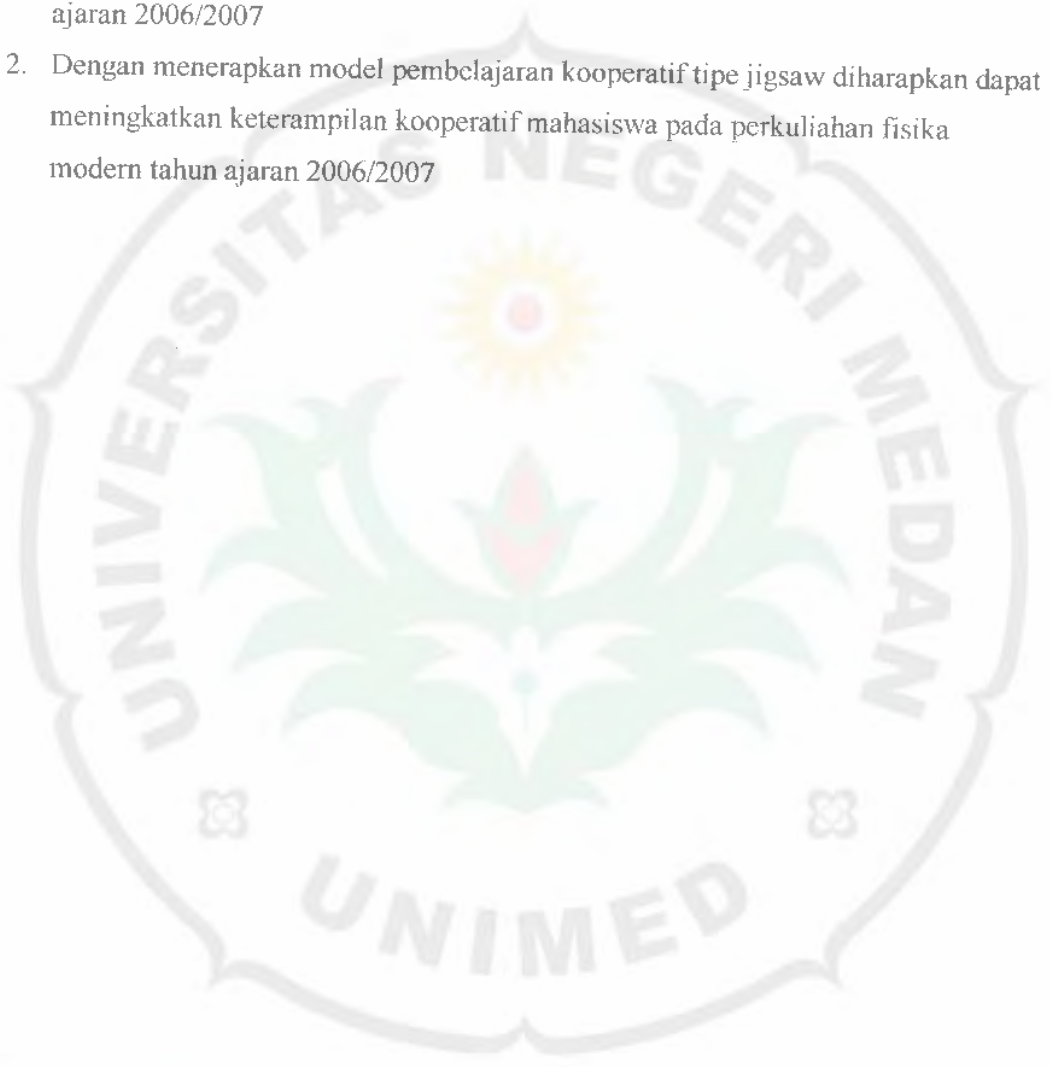 ajaran 2006/2007
2. Dengan menerapkan model pembelajaran kooperatif tipe jigsaw diharapkan dapat
meningkatkan keterampilan kooperatif mahasiswa pada perkuliahan fisika
modern tahun ajaran 2006/2007
UNIVERSITAS NEGERI MEDAN
UNIMED